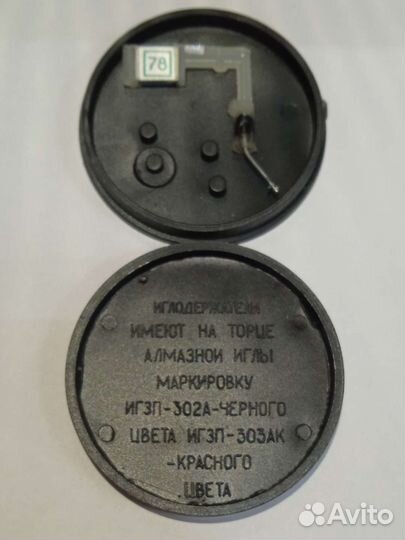 78
ИГЛОДЕРЖАТЕЛИ
ИМЕЮТ НА ТОРЦЕ
АЛМАЗНОЙ ИГЛЫ
МАРКИРОВКУ
ИГЗП-302А-ЧЕРНОГО
ЦВЕТА ИГЗП-303АК
-КРАСНОГО
ЦВЕТА
Avito